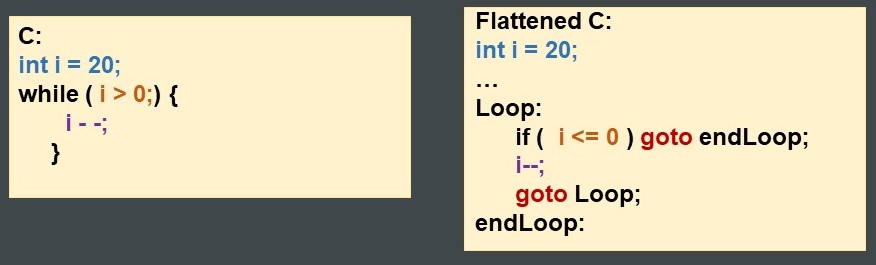 C:
int i = 20;
while ( i > 0;) {
i - -;
}
Flattened C:
int i = 20;
...
Loop:
if ( i <= 0 ) goto endLoop;
i--;
goto Loop;
endLoop: